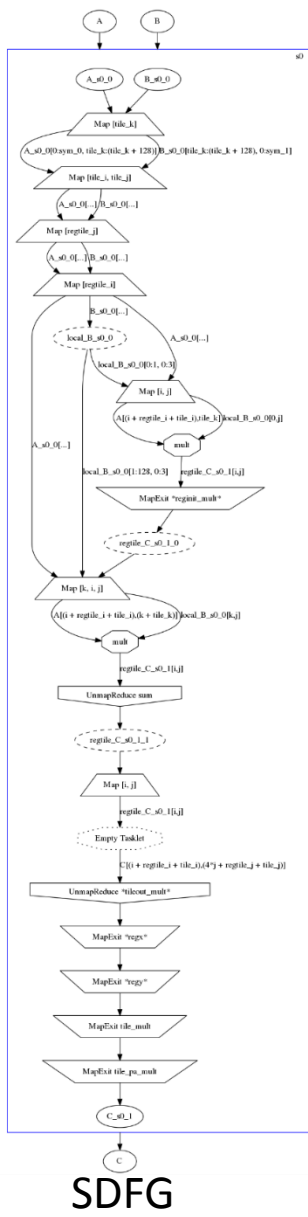 A
B
s0
A_s0_0
B_s0_0
Map [tile_k]
A_s0_0[0:sym_0, tile_k:(tile_k + 128)]
B_s0_0[tile_k:(tile_k + 128), 0:sym_1]
Map [tile_i, tile_j]
A_s0_0[...]
B_s0_0[...]
Map [regtile_j]
A_s0_0[...]
B_s0_0[...]
Map [regtile_i]
B_s0_0[...]
local_B_s0_0
A_s0_0[...]
local_B_s0_0[0:1, 0:3]
Map [i, j]
A[(i + regtile_i + tile_i),tile_k]
local_B_s0_0[0,j]
A_s0_0[...]
mult
local_B_s0_0[1:128, 0:3]
regtile_C_s0_1[i,j]
MapExit *reginit_mult*
regtile_C_s0_1_0
Map [k, i, j]
A[(i + regtile_i + tile_i),(k + tile_k)]
local_B_s0_0[k,j]
mult
regtile_C_s0_1[i,j]
UnmapReduce sum
regtile_C_s0_1_1
Map [i, j]
regtile_C_s0_1[i,j]
Empty Tasklet
C[(i + regtile_i + tile_i),(4*j + regtile_j + tile_j)]
UnmapReduce *tileout_mult*
MapExit *regx*
MapExit *regy*
MapExit tile_mult
MapExit tile_pu_mult
C_s0_1
C
SDFG